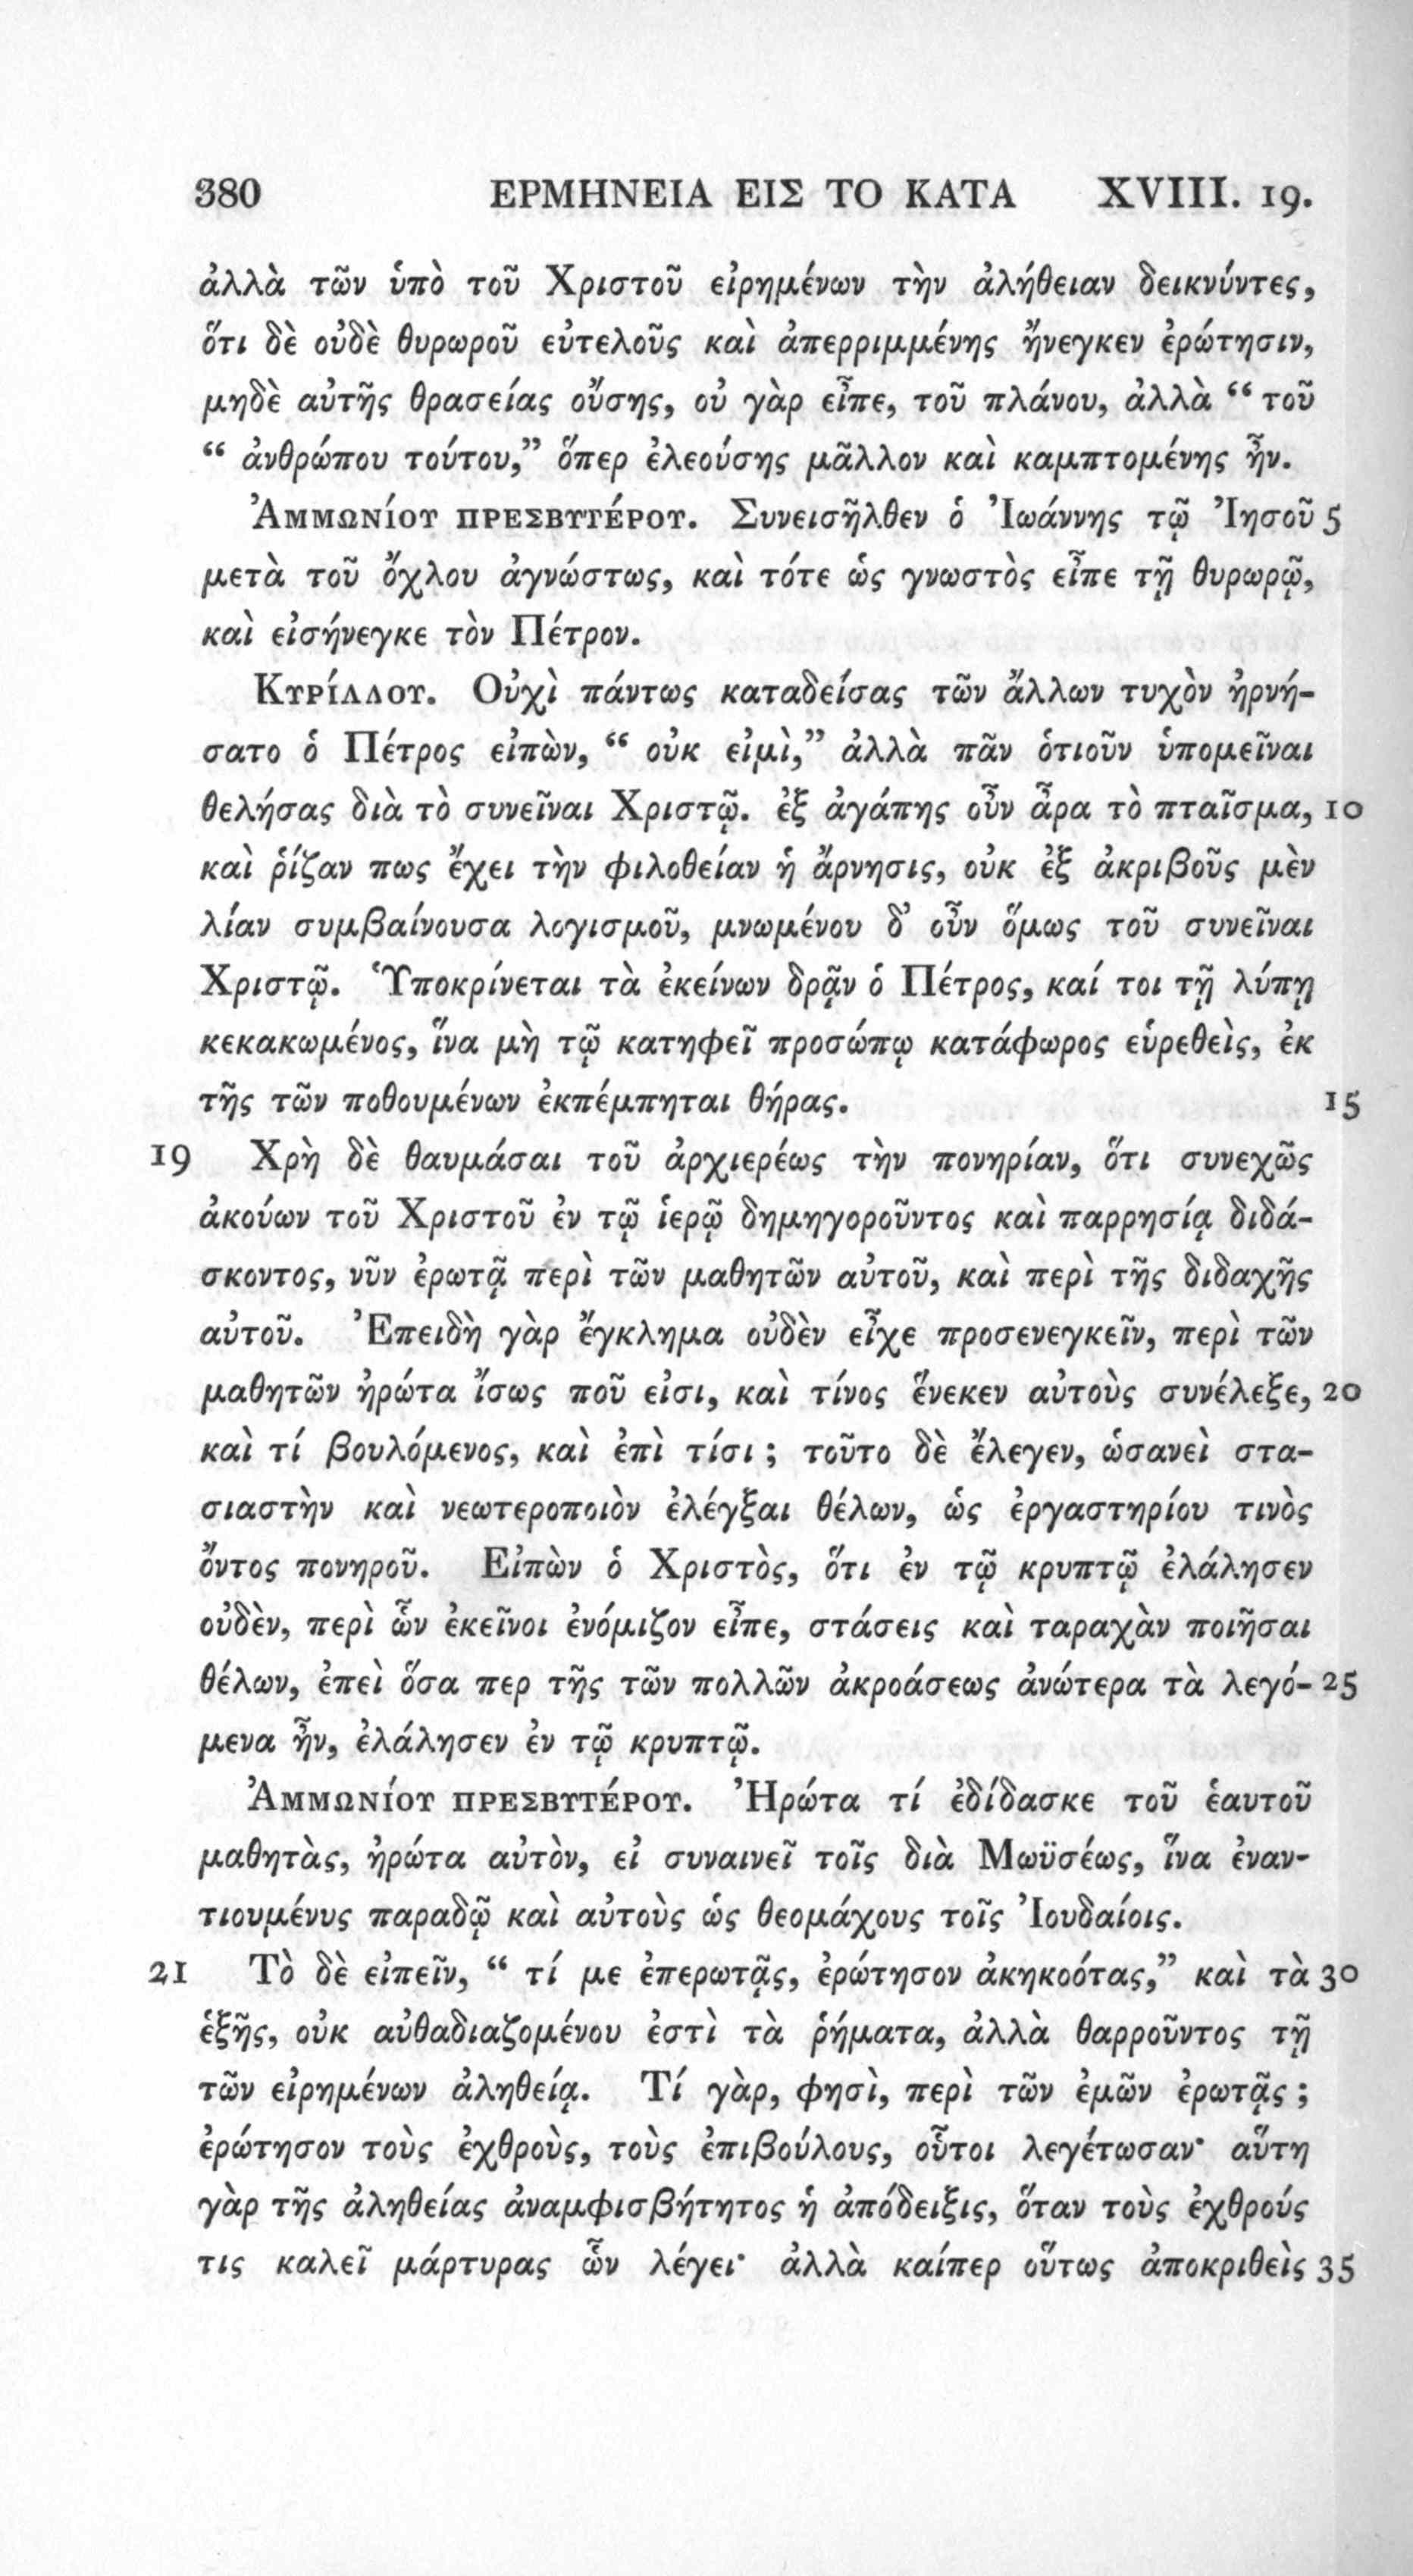 380 ΕΡΜΗΝΕΙΑ ΕΙΣ ΤΟ ΚΑΤΑ XVIII. 19.
ἀλλὰ τῶν ὑπὸ τοῦ Χριστοῦ εἰρημένων τὴν ἀλήθειαν δεικνύντες,
ὅτι δὲ οὐδὲ θυρωροῦ εὐτελοῦς καὶ ἀπερριμμένης ἤνεγκεν ἐρώτησιν,
μηδὲ αὐτῆς θρασείας οὔσης, οὐ γὰρ εἶπε, τοῦ πλάνου, ἀλλὰ “ τοῦ
“ ἀνθρώπου τούτου,” ὅπερ ἐλεούσης μᾶλλον καὶ καμπτομένης ἦν.
Ἀμμωνίου πρεσβυτέρου. Συνεισῆλθεν ὁ Ἰωάννης τῷ Ἰησοῦ 5
μετὰ τοῦ ὄχλου ἀγνώστως, καὶ τότε ὡς γνωστὸς εἶπε τῇ θυρωρῷ,
καὶ εἰσήνεγκε τὸν Πέτρον.
Κυρίλλου. Οὐχὶ πάντως καταδείσας τῶν ἄλλων τυχὸν ἠρνή-
σατο ὁ Πέτρος εἰπὼν, “ οὐκ εἰμὶ,” ἀλλὰ πᾶν ὁτιοῦν ὑπομεῖναι
θελήσας διὰ τὸ συνεῖναι Χριστῷ. ἐξ ἀγάπης οὖν ἆρα τὸ πταῖσμα, 10
καὶ ῥίζαν πως ἔχει τὴν φιλοθείαν ἡ ἄρνησις, οὐκ ἐξ ἀκριβοῦς μὲν
λίαν συμβαίνουσα λογισμοῦ, μνωμένου δ’ οὖν ὅμως τοῦ συνεῖναι
Χριστῷ. Ὑποκρίνεται τὰ ἐκείνων δρᾷν ὁ Πέτρος, καί τοι τῇ λύπῃ
κεκακωμένος, ἵνα μὴ τῷ κατηφεῖ προσώπῳ κατάφωρος εὑρεθεὶς, ἐκ
τῆς τῶν ποθουμένων ἐκπέμπηται θήρας. 15
19 Χρὴ δὲ θαυμάσαι τοῦ ἀρχιερέως τὴν πονηρίαν, ὅτι συνεχῶς
ἀκούων τοῦ Χριστοῦ ἐν τῷ ἱερῷ δημηγοροῦντος καὶ παρρησίᾳ διδά-
σκοντος, νῦν ἐρωτᾷ περὶ τῶν μαθητῶν αὐτοῦ, καὶ περὶ τῆς διδαχῆς
αὐτοῦ. Ἐπειδὴ γὰρ ἔγκλημα οὐδὲν εἶχε προσενεγκεῖν, περὶ τῶν
μαθητῶν ἠρώτα ἴσως ποῦ εἰσι, καὶ τίνος ἕνεκεν αὐτοὺς συνέλεξε, 20
καὶ τί βουλόμενος, καὶ ἐπὶ τίσι ; τοῦτο δὲ ἔλεγεν, ὡσανεὶ στα-
σιαστὴν καὶ νεωτεροποιὸν ἐλέγξαι θέλων, ὡς ἐργαστηρίου τινὸς
ὄντος πονηροῦ. Εἰπὼν ὁ Χριστὸς, ὅτι ἐν τῷ κρυπτῷ ἐλάλησεν
οὐδὲν, περὶ ὧν ἐκεῖνοι ἐνόμιζον εἶπε, στάσεις καὶ ταραχὰν ποιῆσαι
θέλων, ἐπεὶ ὅσα περ τῆς τῶν πολλῶν ἀκροάσεως ἀνώτερα τὰ λεγό- 25
μενα ἦν, ἐλάλησεν ἐν τῷ κρυπτῷ.
Ἀμμωνίου πρεσβυτέρου. Ἠρώτα τί ἐδίδασκε τοῦ ἑαυτοῦ
μαθητὰς, ἠρώτα αὐτὸν, εἰ συναινεῖ τοῖς διὰ Μωϋσέως, ἵνα ἐναν-
τιουμένυς παραδῷ καὶ αὐτοὺς ὡς θεομάχους τοῖς Ἰουδαίοις.
21 Τὸ δὲ εἰπεῖν, “ τί με ἐπερωτᾷς, ἐρώτησον ἀκηκοότας,” καὶ τὰ 30
ἑξῆς, οὐκ αὐθαδιαζομένου ἐστὶ τὰ ῥήματα, ἀλλὰ θαρροῦντος τῇ
τῶν εἰρημένων ἀληθείᾳ. Τί γὰρ, φησὶ, περὶ τῶν ἐμῶν ἐρωτᾷς ;
ἐρώτησον τοὺς ἐχθροὺς, τοὺς ἐπιβούλους, οὗτοι λεγέτωσαν· αὕτη
γὰρ τῆς ἀληθείας ἀναμφισβήτητος ἡ ἀπόδειξις, ὅταν τοὺς ἐχθρούς
τις καλεῖ μάρτυρας ὧν λέγει· ἀλλὰ καίπερ οὕτως ἀποκριθεὶς 35